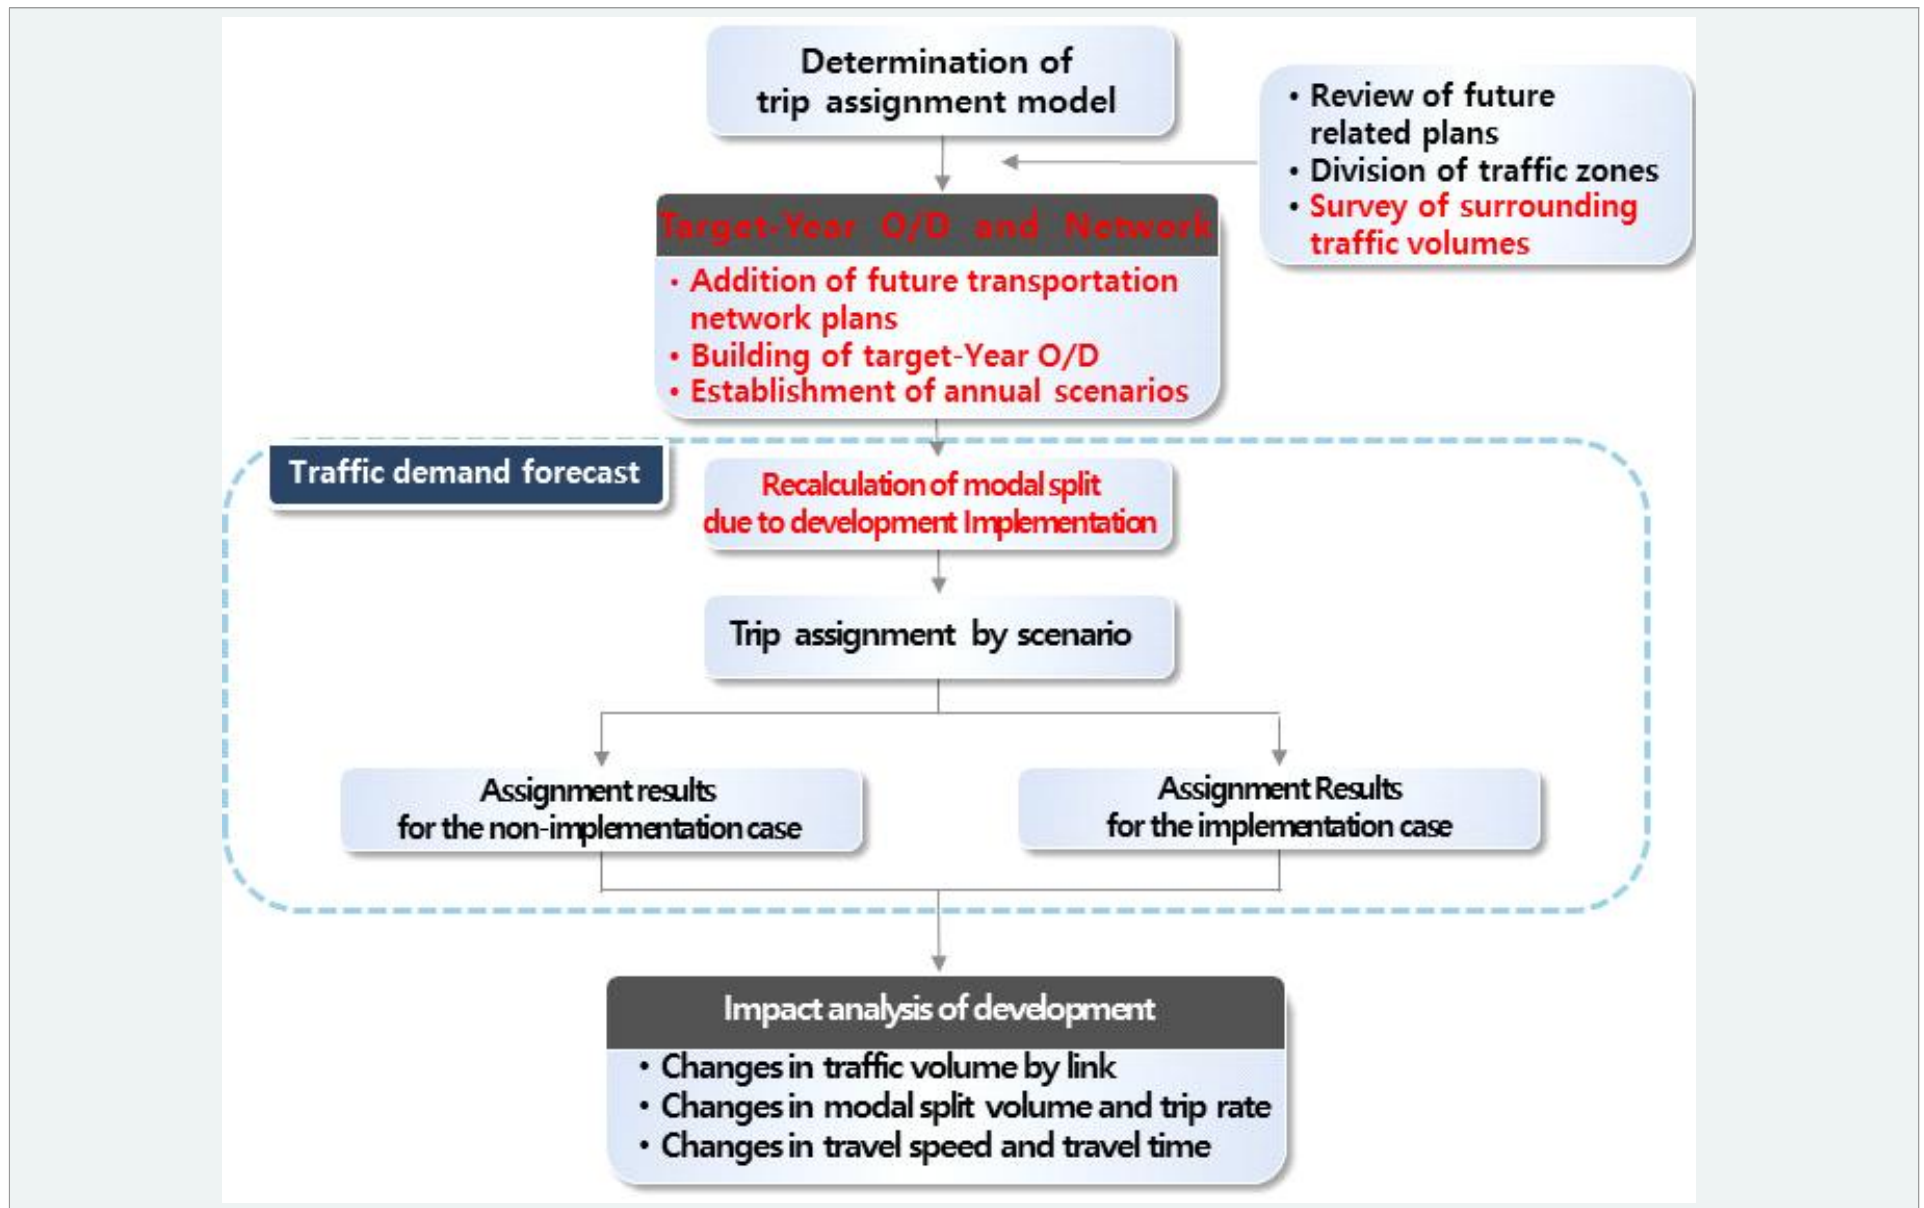 Determination of
trip assignment model
• Review of future
related plans
• Division of traffic zones
• Survey of surrounding
traffic volumes
Target-Year O/D and Network
• Addition of future transportation
network plans
• Building of target-Year O/D
• Establishment of annual scenarios
Traffic demand forecast
Recalculation of modal split
due to development Implementation
Trip assignment by scenario
Assignment results
for the non-implementation case
Assignment Results
for the implementation case
Impact analysis of development
• Changes in traffic volume by link
• Changes in modal split volume and trip rate
• Changes in travel speed and travel time